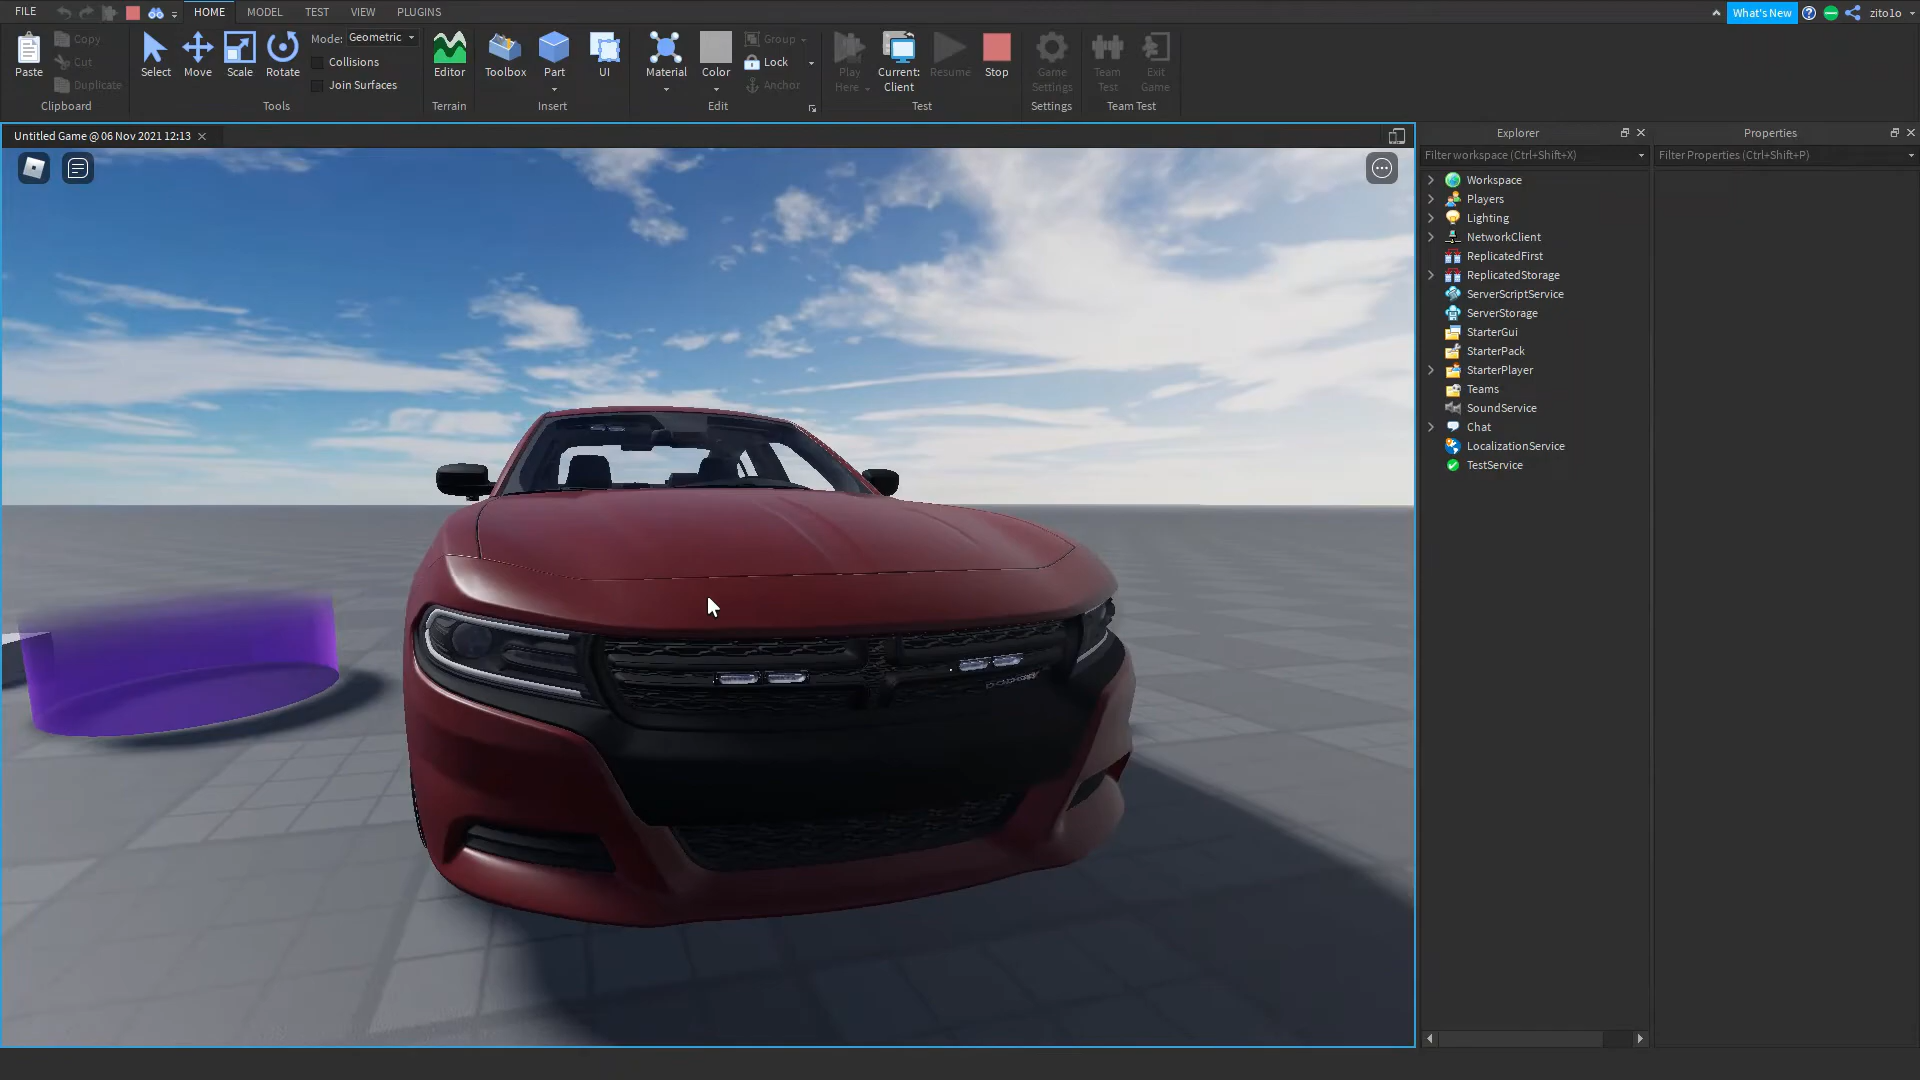 FILE
HOME
MODEL
TEST
VIEW
PLUGINS
What's New
zito1o
Paste
Copy
Cut
Duplicate
Clipboard
Select
Move
Scale
Rotate
Mode: Geometric
Collisions
Join Surfaces
Tools
Editor
Terrain
Toolbox
Part
UI
Insert
Material
Color
Group
Lock
Anchor
Edit
Play
Here
Current:
Client
Resume
Stop
Test
Game
Settings
Settings
Team
Test
Exit
Game
Team Test
Untitled Game @ 06 Nov 2021 12:13
Explorer
Filter workspace (Ctrl+Shift+X)
Workspace
Players
Lighting
NetworkClient
ReplicatedFirst
ReplicatedStorage
ServerScriptService
ServerStorage
StarterGui
StarterPack
StarterPlayer
Teams
SoundService
Chat
LocalizationService
TestService
Properties
Filter Properties (Ctrl+Shift+P)